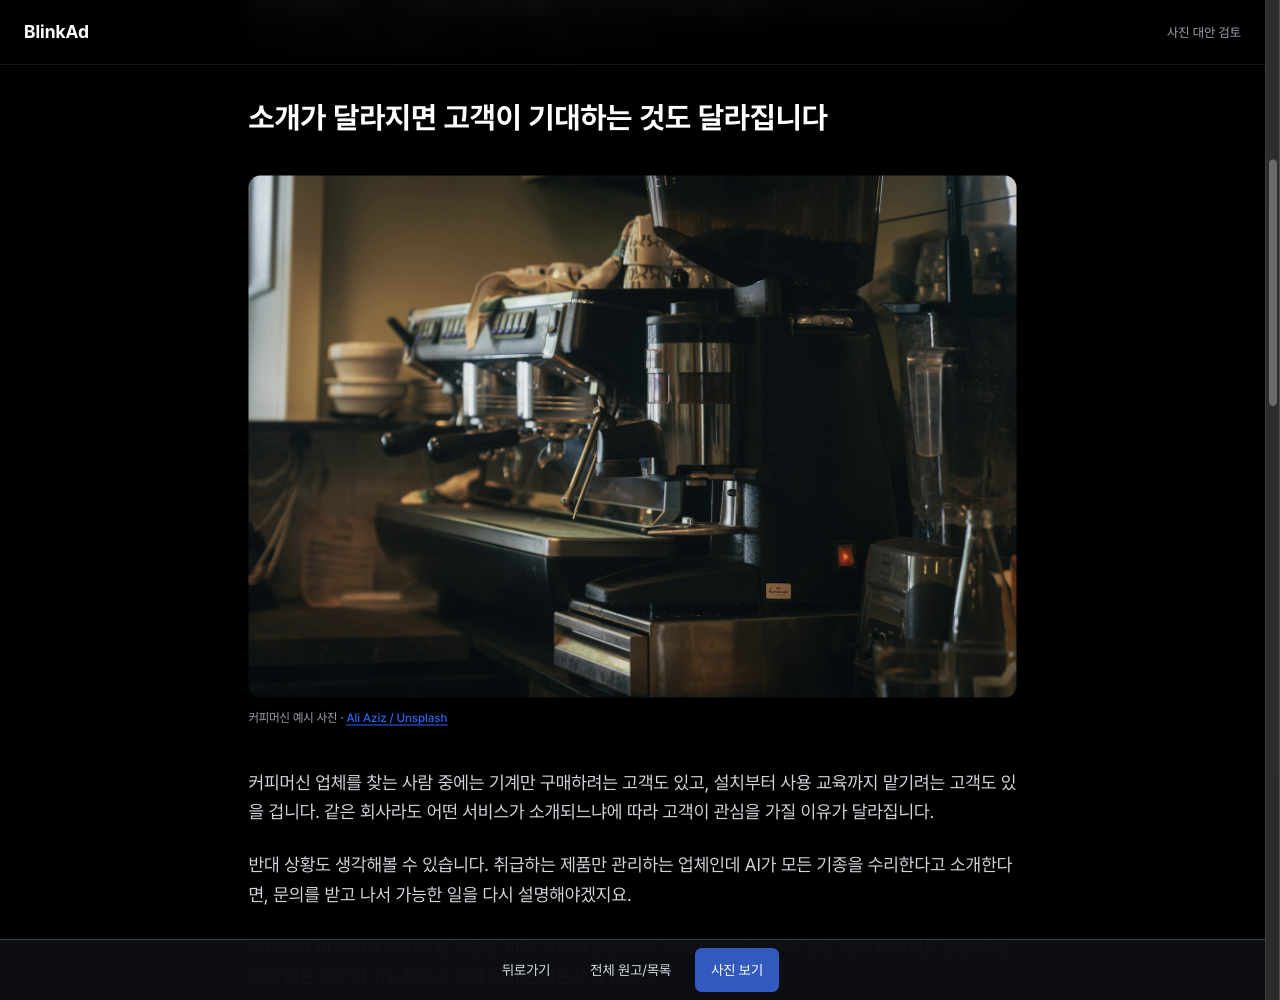 BlinkAd
사진 대안 검토
소개가 달라지면 고객이 기대하는 것도 달라집니다
커피머신 예시 사진 · Ali Aziz / Unsplash
커피머신 업체를 찾는 사람 중에는 기계만 구매하려는 고객도 있고, 설치부터 사용 교육까지 맡기려는 고객도 있
을 겁니다. 같은 회사라도 어떤 서비스가 소개되느냐에 따라 고객이 관심을 가질 이유가 달라집니다.
반대 상황도 생각해볼 수 있습니다. 취급하는 제품만 관리하는 업체인데 AI가 모든 기종을 수리한다고 소개한다
면, 문의를 받고 나서 가능한 일을 다시 설명해야겠지요.
뒤로가기
전체 원고/목록
사진 보기